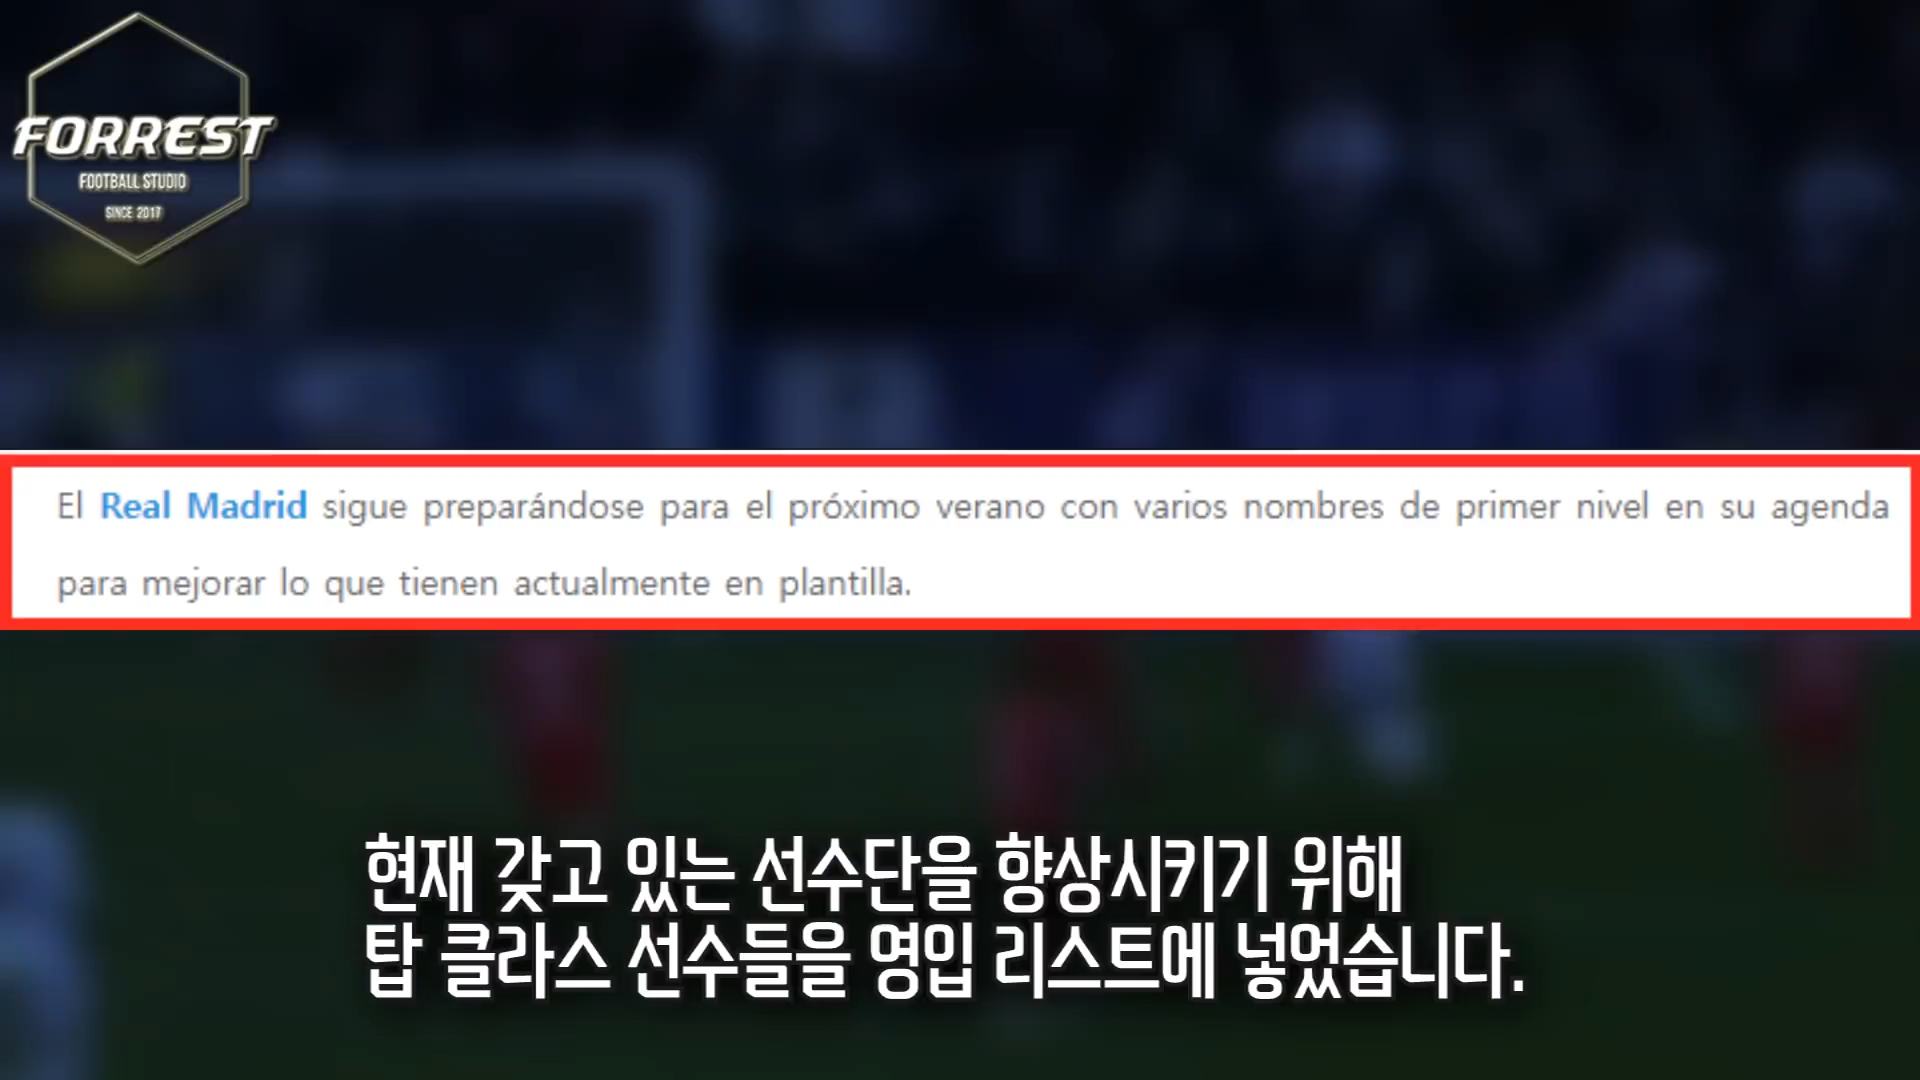 FORREST
FOOTBALL STUDIO
SINCE 2017
El Real Madrid sigue preparándose para el próximo verano con varios nombres de primer nivel en su agenda
para mejorar lo que tienen actualmente en plantilla.
현재 갖고 있는 선수단을 향상시키기 위해
탑 클라스 선수들을 영입 리스트에 넣었습니다.